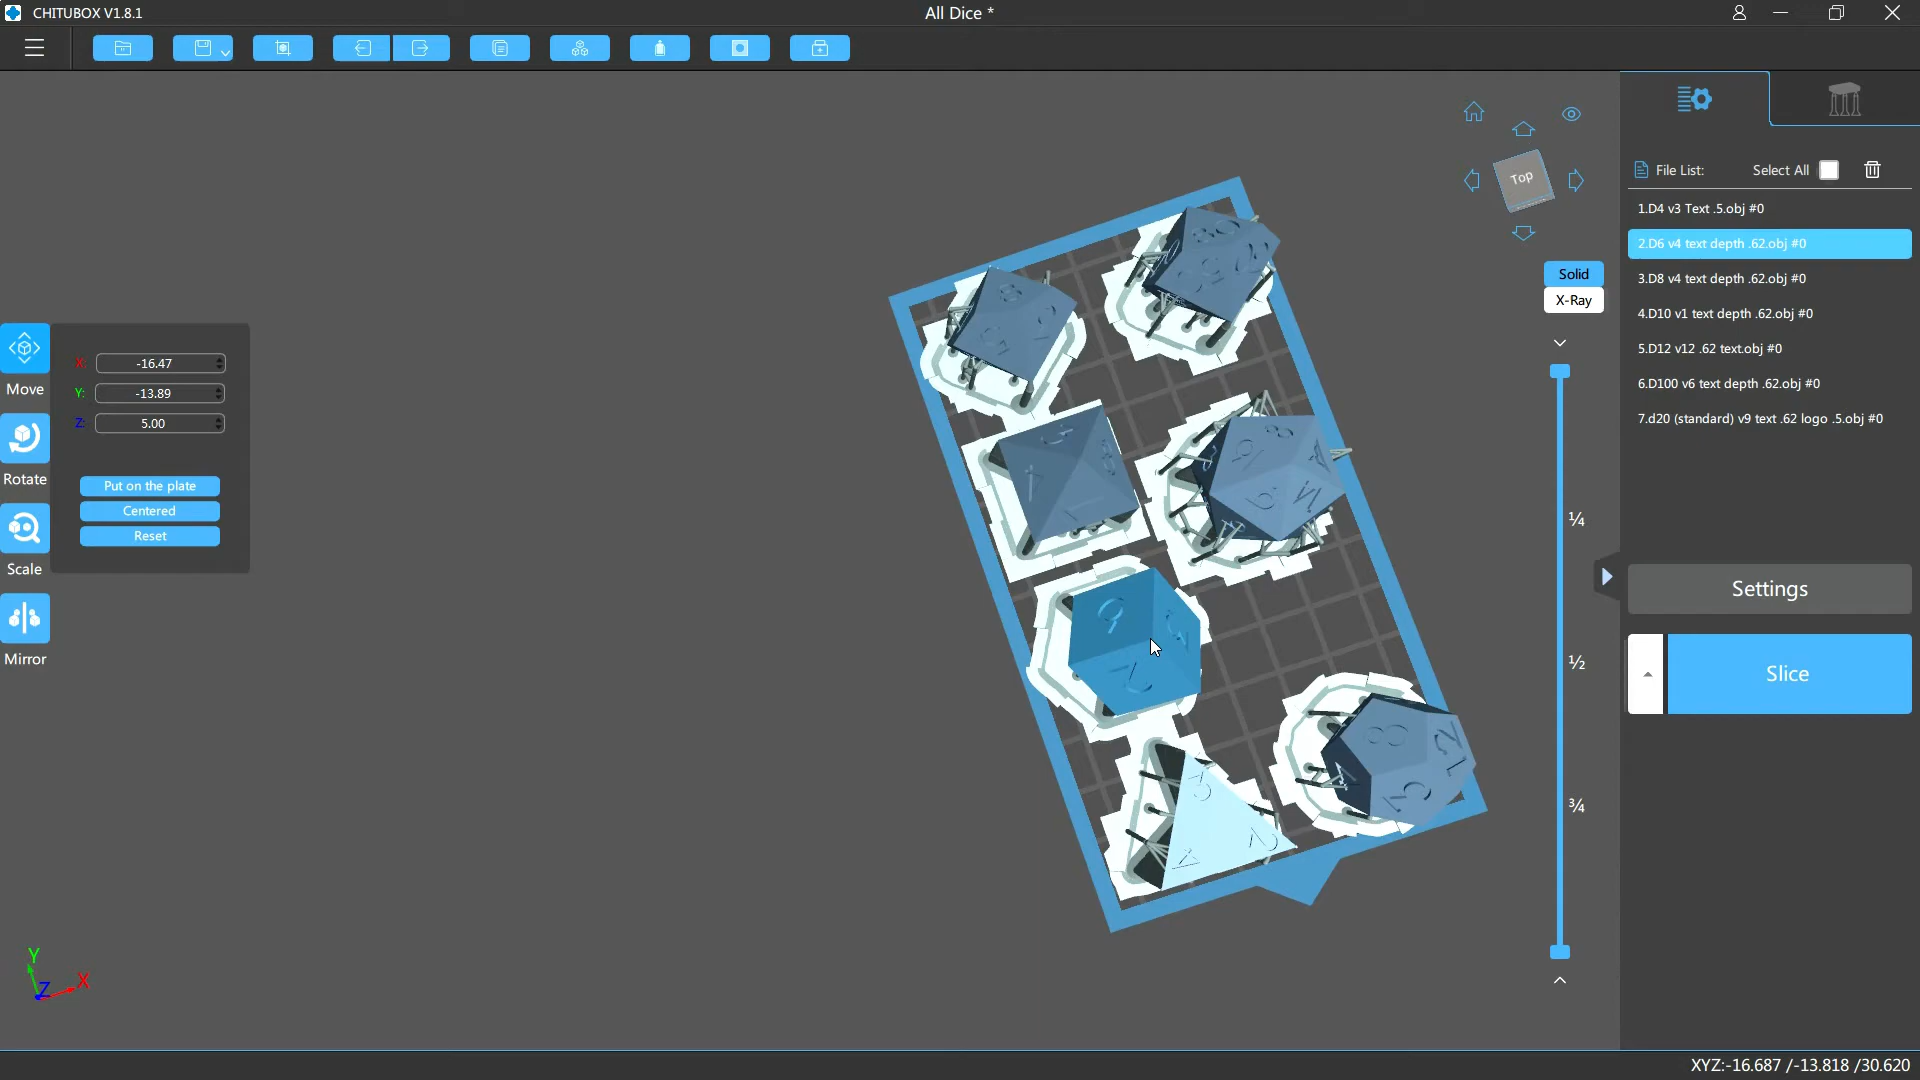 CHITUBOX V1.8.1
All Dice *
Top
File List:
Select All
1.D4 v3 Text .5.obj #0
2.D6 v4 text depth .62.obj #0
3.D8 v4 text depth .62.obj #0
4.D10 v1 text depth .62.obj #0
5.D12 v12 .62 text.obj #0
6.D100 v6 text depth .62.obj #0
7.d20 (standard) v9 text .62 logo .5.obj #0
Solid
X-Ray
Move
X: -16.47
Y: -13.89
Z: 5.00
Rotate
Put on the plate
Centered
Reset
Scale
Mirror
¼
½
¾
Settings
Slice
Y
Z
X
XYZ:-16.687 /-13.818 /30.620